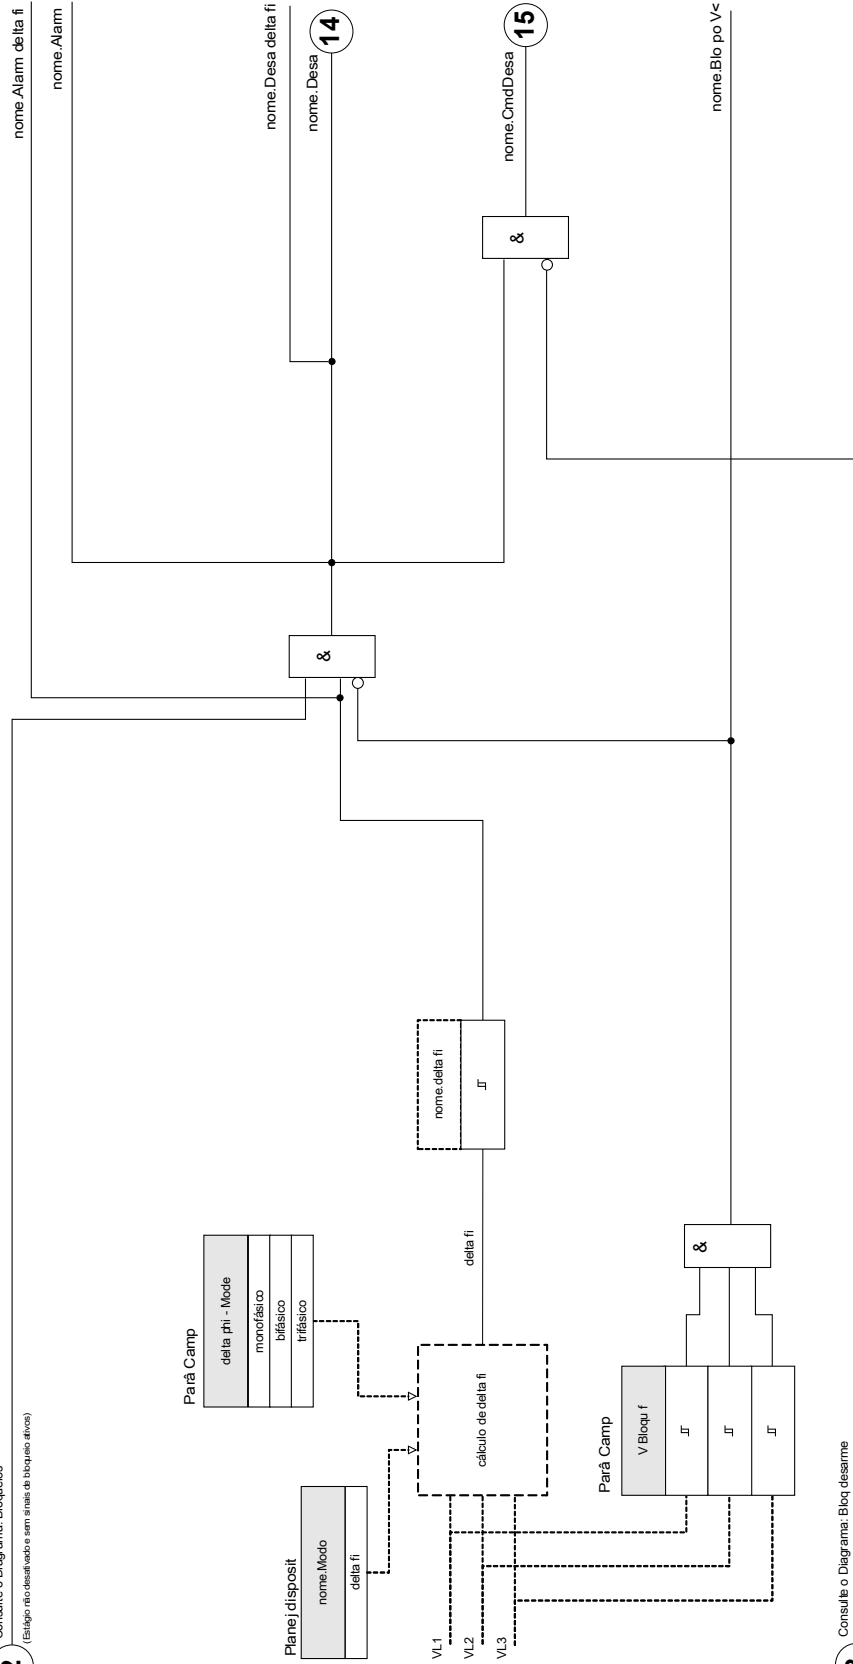 nome.Alarm delta fi
nome.Alarm
nome.Desa delta fi
nome.Desa
14
nome.CmdDesa
15
nome.Blo po V<
&
&
(Estágio não desativado e sem sinais de bloqueio ativos)
Parâ Camp
delta phi - Mode
monofásico
bifásico
trifásico
Planej disposit
nome.Modo
delta fi
cálculo de delta fi
delta fi
nome.delta fi
VL1
VL2
VL3
Parâ Camp
V Bloqu f
&
Consulte o Diagrama: Bloq desarme